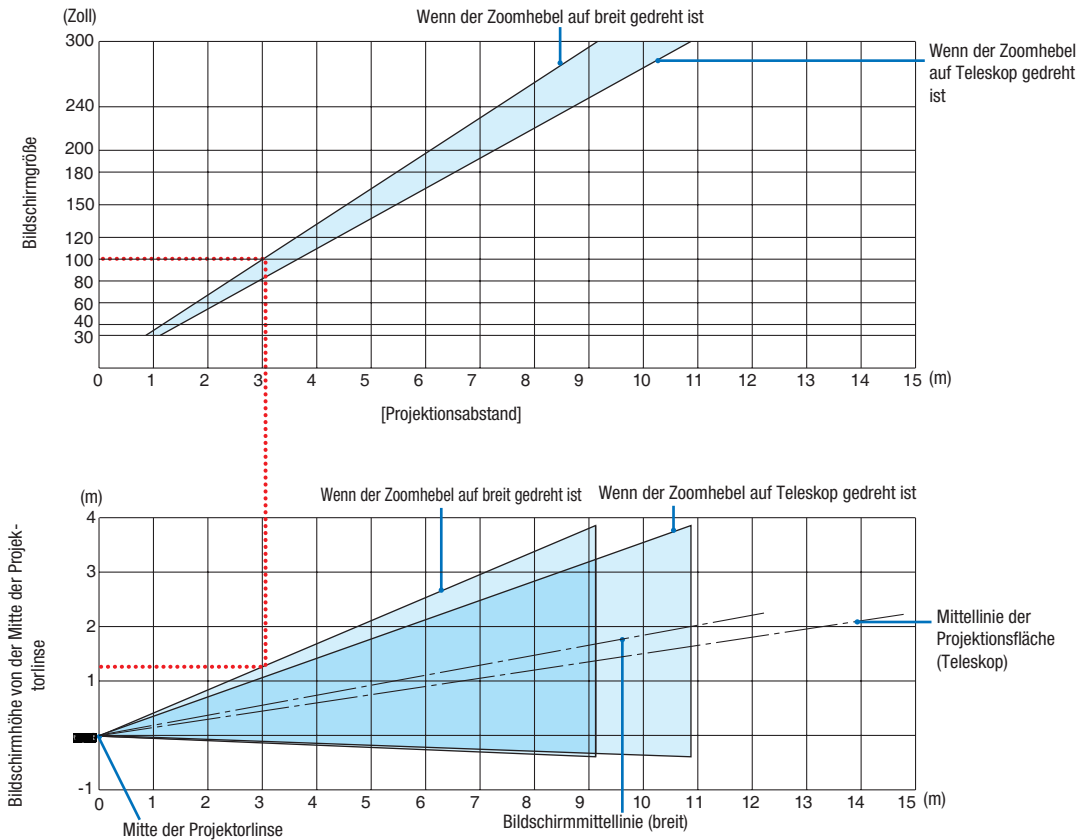 (Zoll)
Wenn der Zoomhebel auf breit gedreht ist
Wenn der Zoomhebel
auf Teleskop gedreht
ist
Bildschirmgröße
300
240
200
180
150
120
100
80
60
40
30
0 1 2 3 4 5 6 7 8 9 10 11 12 13 14 15 (m)
[Projektionsabstand]
(m)
Wenn der Zoomhebel auf breit gedreht ist
Wenn der Zoomhebel auf Teleskop gedreht ist
Bildschirmhöhe von der Mitte der Projek-
torlinse
4
3
2
1
-1
Mittellinie der
Projektionsfläche
(Teleskop)
0 1 2 3 4 5 6 7 8 9 10 11 12 13 14 15 (m)
Mitte der Projektorlinse
Bildschirmmittellinie (breit)